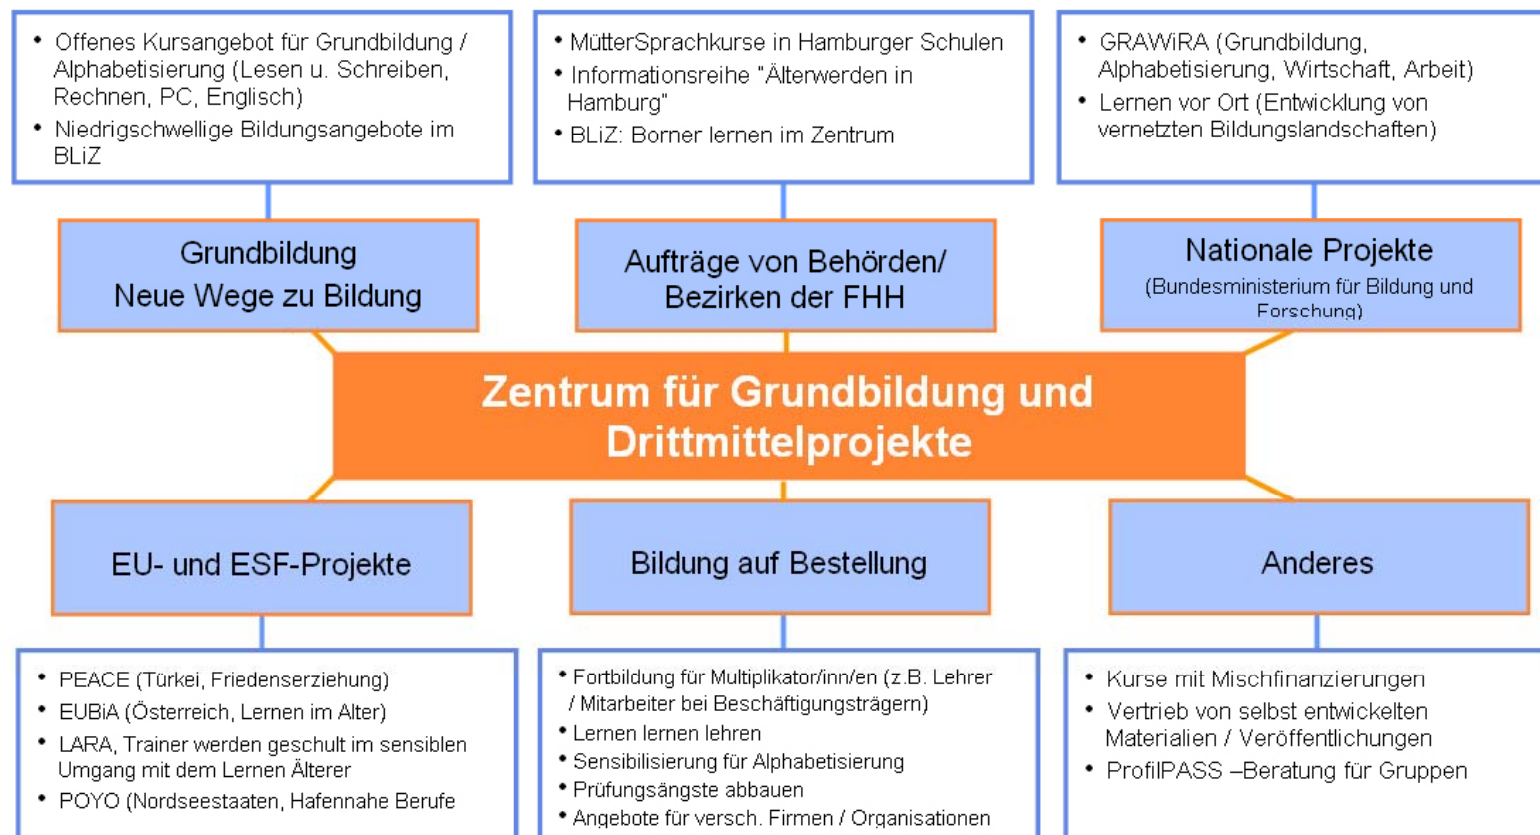 • Offenes Kursangebot für Grundbildung /
Alphabetisierung (Lesen u. Schreiben,
Rechnen, PC, Englisch)
• Niedrigschwellige Bildungsangebote im
BLiZ
• MütterSprachkurse in Hamburger Schulen
• Informationsreihe "Älterwerden in
Hamburg"
• BLiZ: Borner lernen im Zentrum
• GRAWiRA (Grundbildung,
Alphabetisierung, Wirtschaft, Arbeit)
• Lernen vor Ort (Entwicklung von
vernetzten Bildungslandschaften)
Grundbildung
Neue Wege zu Bildung
Aufträge von Behörden/
Bezirken der FHH
Nationale Projekte
(Bundesministerium für Bildung und
Forschung)
Zentrum für Grundbildung und
Drittmittelprojekte
EU- und ESF-Projekte
Bildung auf Bestellung
Anderes
• PEACE (Türkei, Friedenserziehung)
• EUBiA (Österreich, Lernen im Alter)
• LARA, Trainer werden geschult im sensiblen
Umgang mit dem Lernen Älterer
• POYO (Nordseestaaten, Hafennahe Berufe
• Fortbildung für Multiplikator/inn/en (z.B. Lehrer
/ Mitarbeiter bei Beschäftigungsträgern)
• Lernen lernen lehren
• Sensibilisierung für Alphabetisierung
• Prüfungsängste abbauen
• Angebote für versch. Firmen / Organisationen
• Kurse mit Mischfinanzierungen
• Vertrieb von selbst entwickelten
Materialien / Veröffentlichungen
• ProfilPASS –Beratung für Gruppen